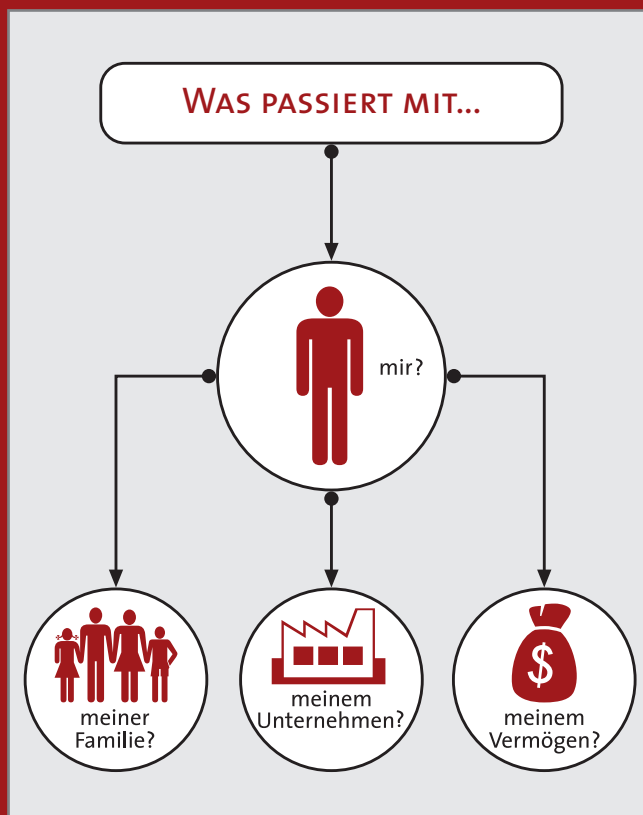 Was passiert mit...
mir?
meiner
Familie?
meinem
Unternehmen?
$
meinem
Vermögen?